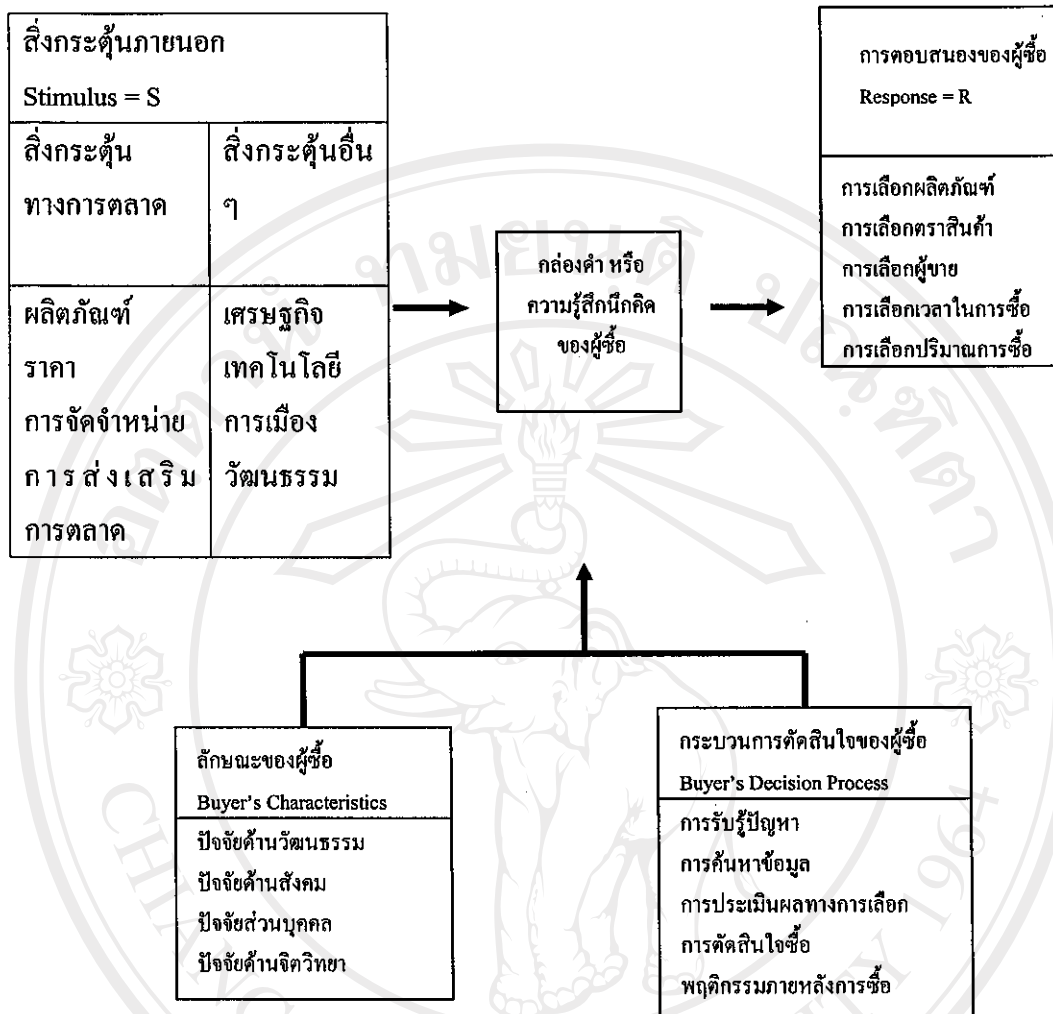 สิ่งกระตุ้นภายนอก
Stimulus = S
สิ่งกระตุ้น
ทางการตลาด
สิ่งกระตุ้นอื่น
ๆ
ผลิตภัณฑ์
ราคา
การจัดจำหน่าย
การส่งเสริม
การตลาด
เศรษฐกิจ
เทคโนโลยี
การเมือง
วัฒนธรรม
กล่องดำ หรือ
ความรู้สึกนึกคิด
ของผู้ซื้อ
การตอบสนองของผู้ซื้อ
Response = R
การเลือกผลิตภัณฑ์
การเลือกตราสินค้า
การเลือกผู้ขาย
การเลือกเวลาในการซื้อ
การเลือกปริมาณการซื้อ
ลักษณะของผู้ซื้อ
Buyer's Characteristics
ปัจจัยด้านวัฒนธรรม
ปัจจัยด้านสังคม
ปัจจัยส่วนบุคคล
ปัจจัยด้านจิตวิทยา
กระบวนการตัดสินใจของผู้ซื้อ
Buyer's Decision Process
การรับรู้ปัญหา
การค้นหาข้อมูล
การประเมินผลทางการเลือก
การตัดสินใจซื้อ
พฤติกรรมภายหลังการซื้อ